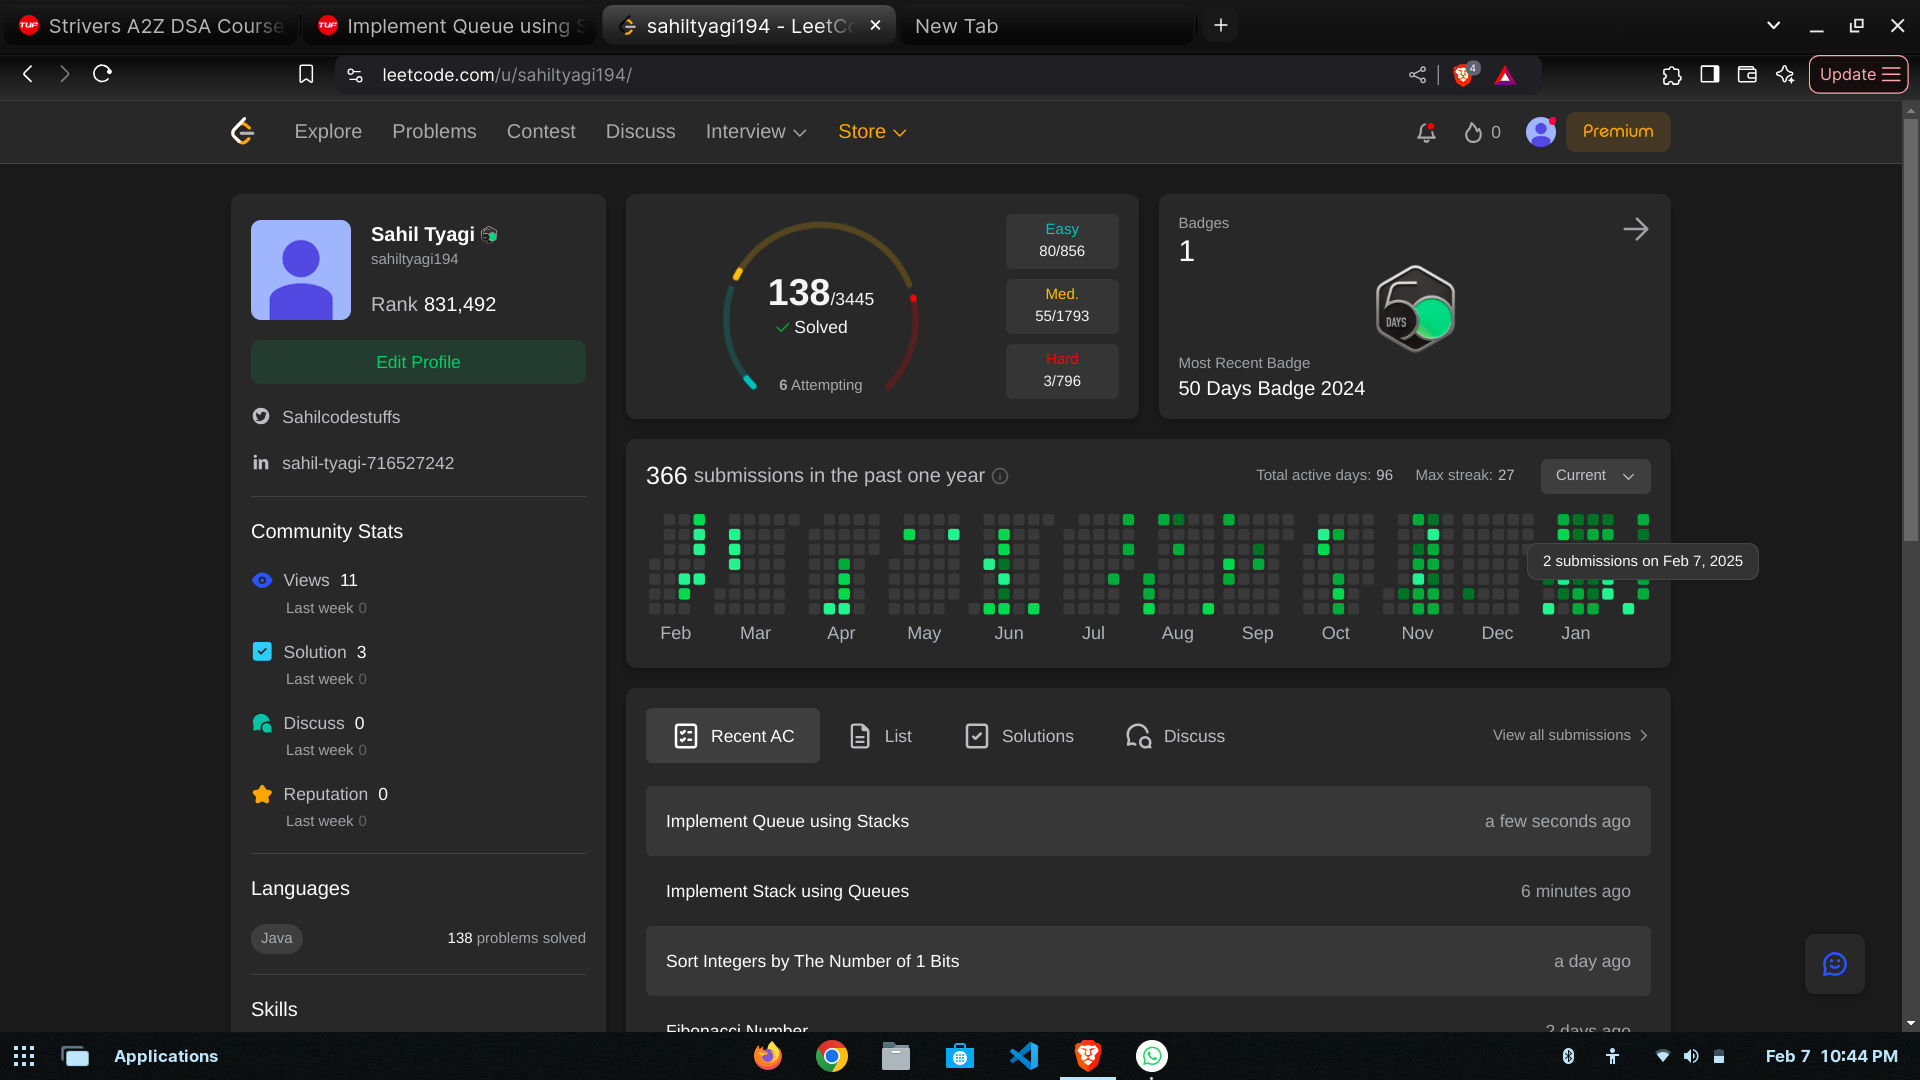 Strivers A2Z DSA Course
Implement Queue using S
sahiltyagi194 - LeetCo
New Tab
leetcode.com/u/sahiltyagi194/
4
Update
Explore
Problems
Contest
Discuss
Interview
Store
0
Premium
Sahil Tyagi
sahiltyagi194
Rank 831,492
Edit Profile
Sahilcodestuffs
sahil-tyagi-716527242
Community Stats
Views 11
Last week 0
Solution 3
Last week 0
Discuss 0
Last week 0
Reputation 0
Last week 0
Languages
Java
138 problems solved
Skills
138/3445
Solved
6 Attempting
Easy
80/856
Med.
55/1793
Hard
3/796
Badges
1
50
DAYS
Most Recent Badge
50 Days Badge 2024
366 submissions in the past one year
Total active days: 96
Max streak: 27
Current
2 submissions on Feb 7, 2025
Feb Mar Apr May Jun Jul Aug Sep Oct Nov Dec Jan
Recent AC
List
Solutions
Discuss
View all submissions
Implement Queue using Stacks
a few seconds ago
Implement Stack using Queues
6 minutes ago
Sort Integers by The Number of 1 Bits
a day ago
Fibonacci Number
2 days ago
Applications
Feb 7 10:44 PM